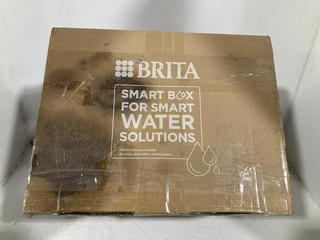 BRITA
SMART BOX
FOR SMART
WATER
SOLUTIONS